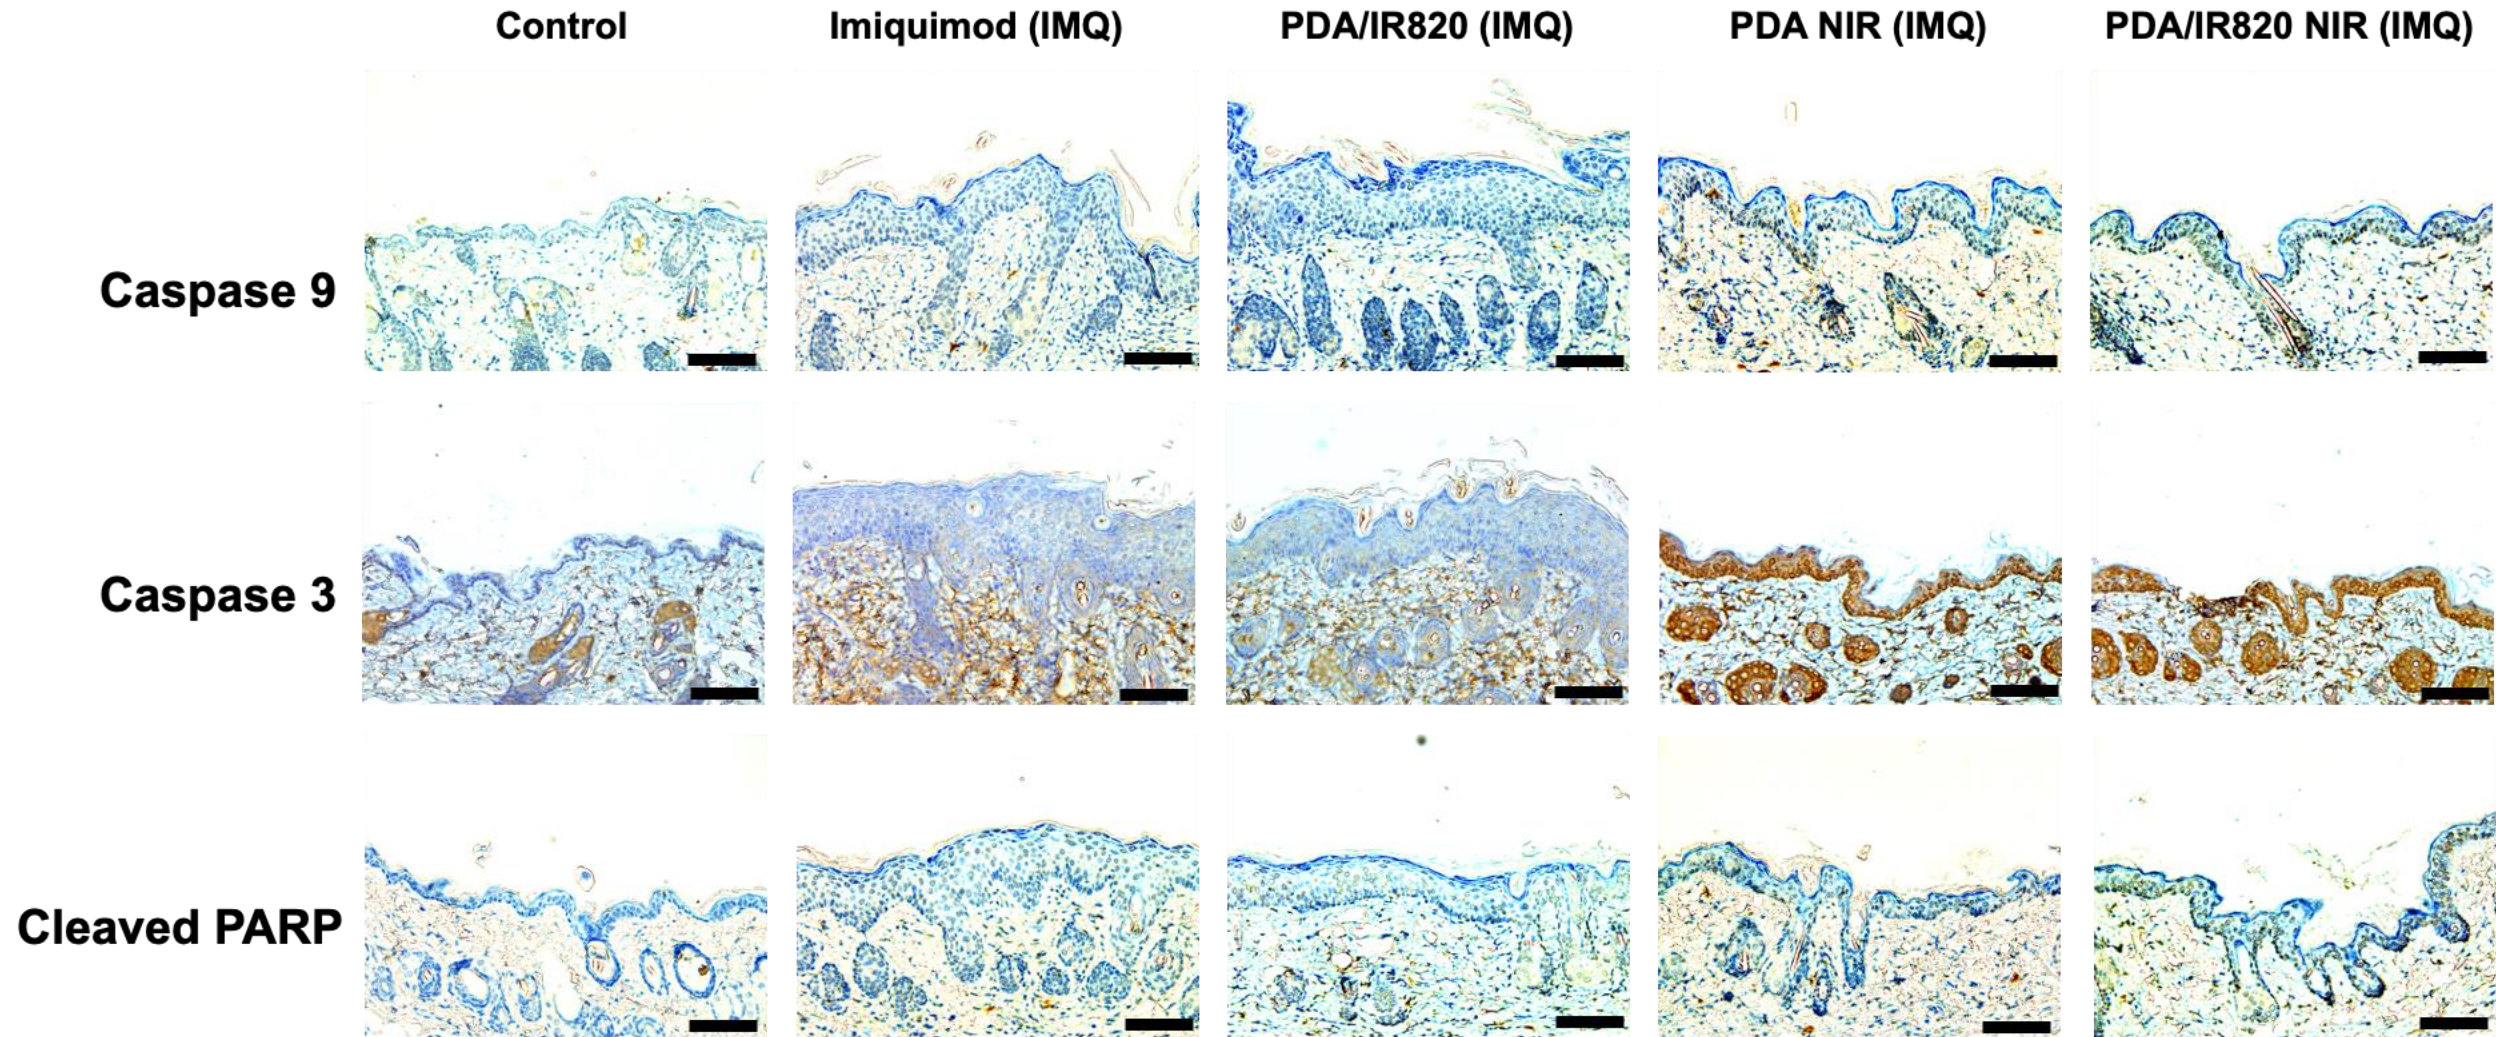 Control Imiquimod (IMQ) PDA/IR820 (IMQ) PDA NIR (IMQ) PDA/IR820 NIR (IMQ)
Caspase 9
Caspase 3
Cleaved PARP